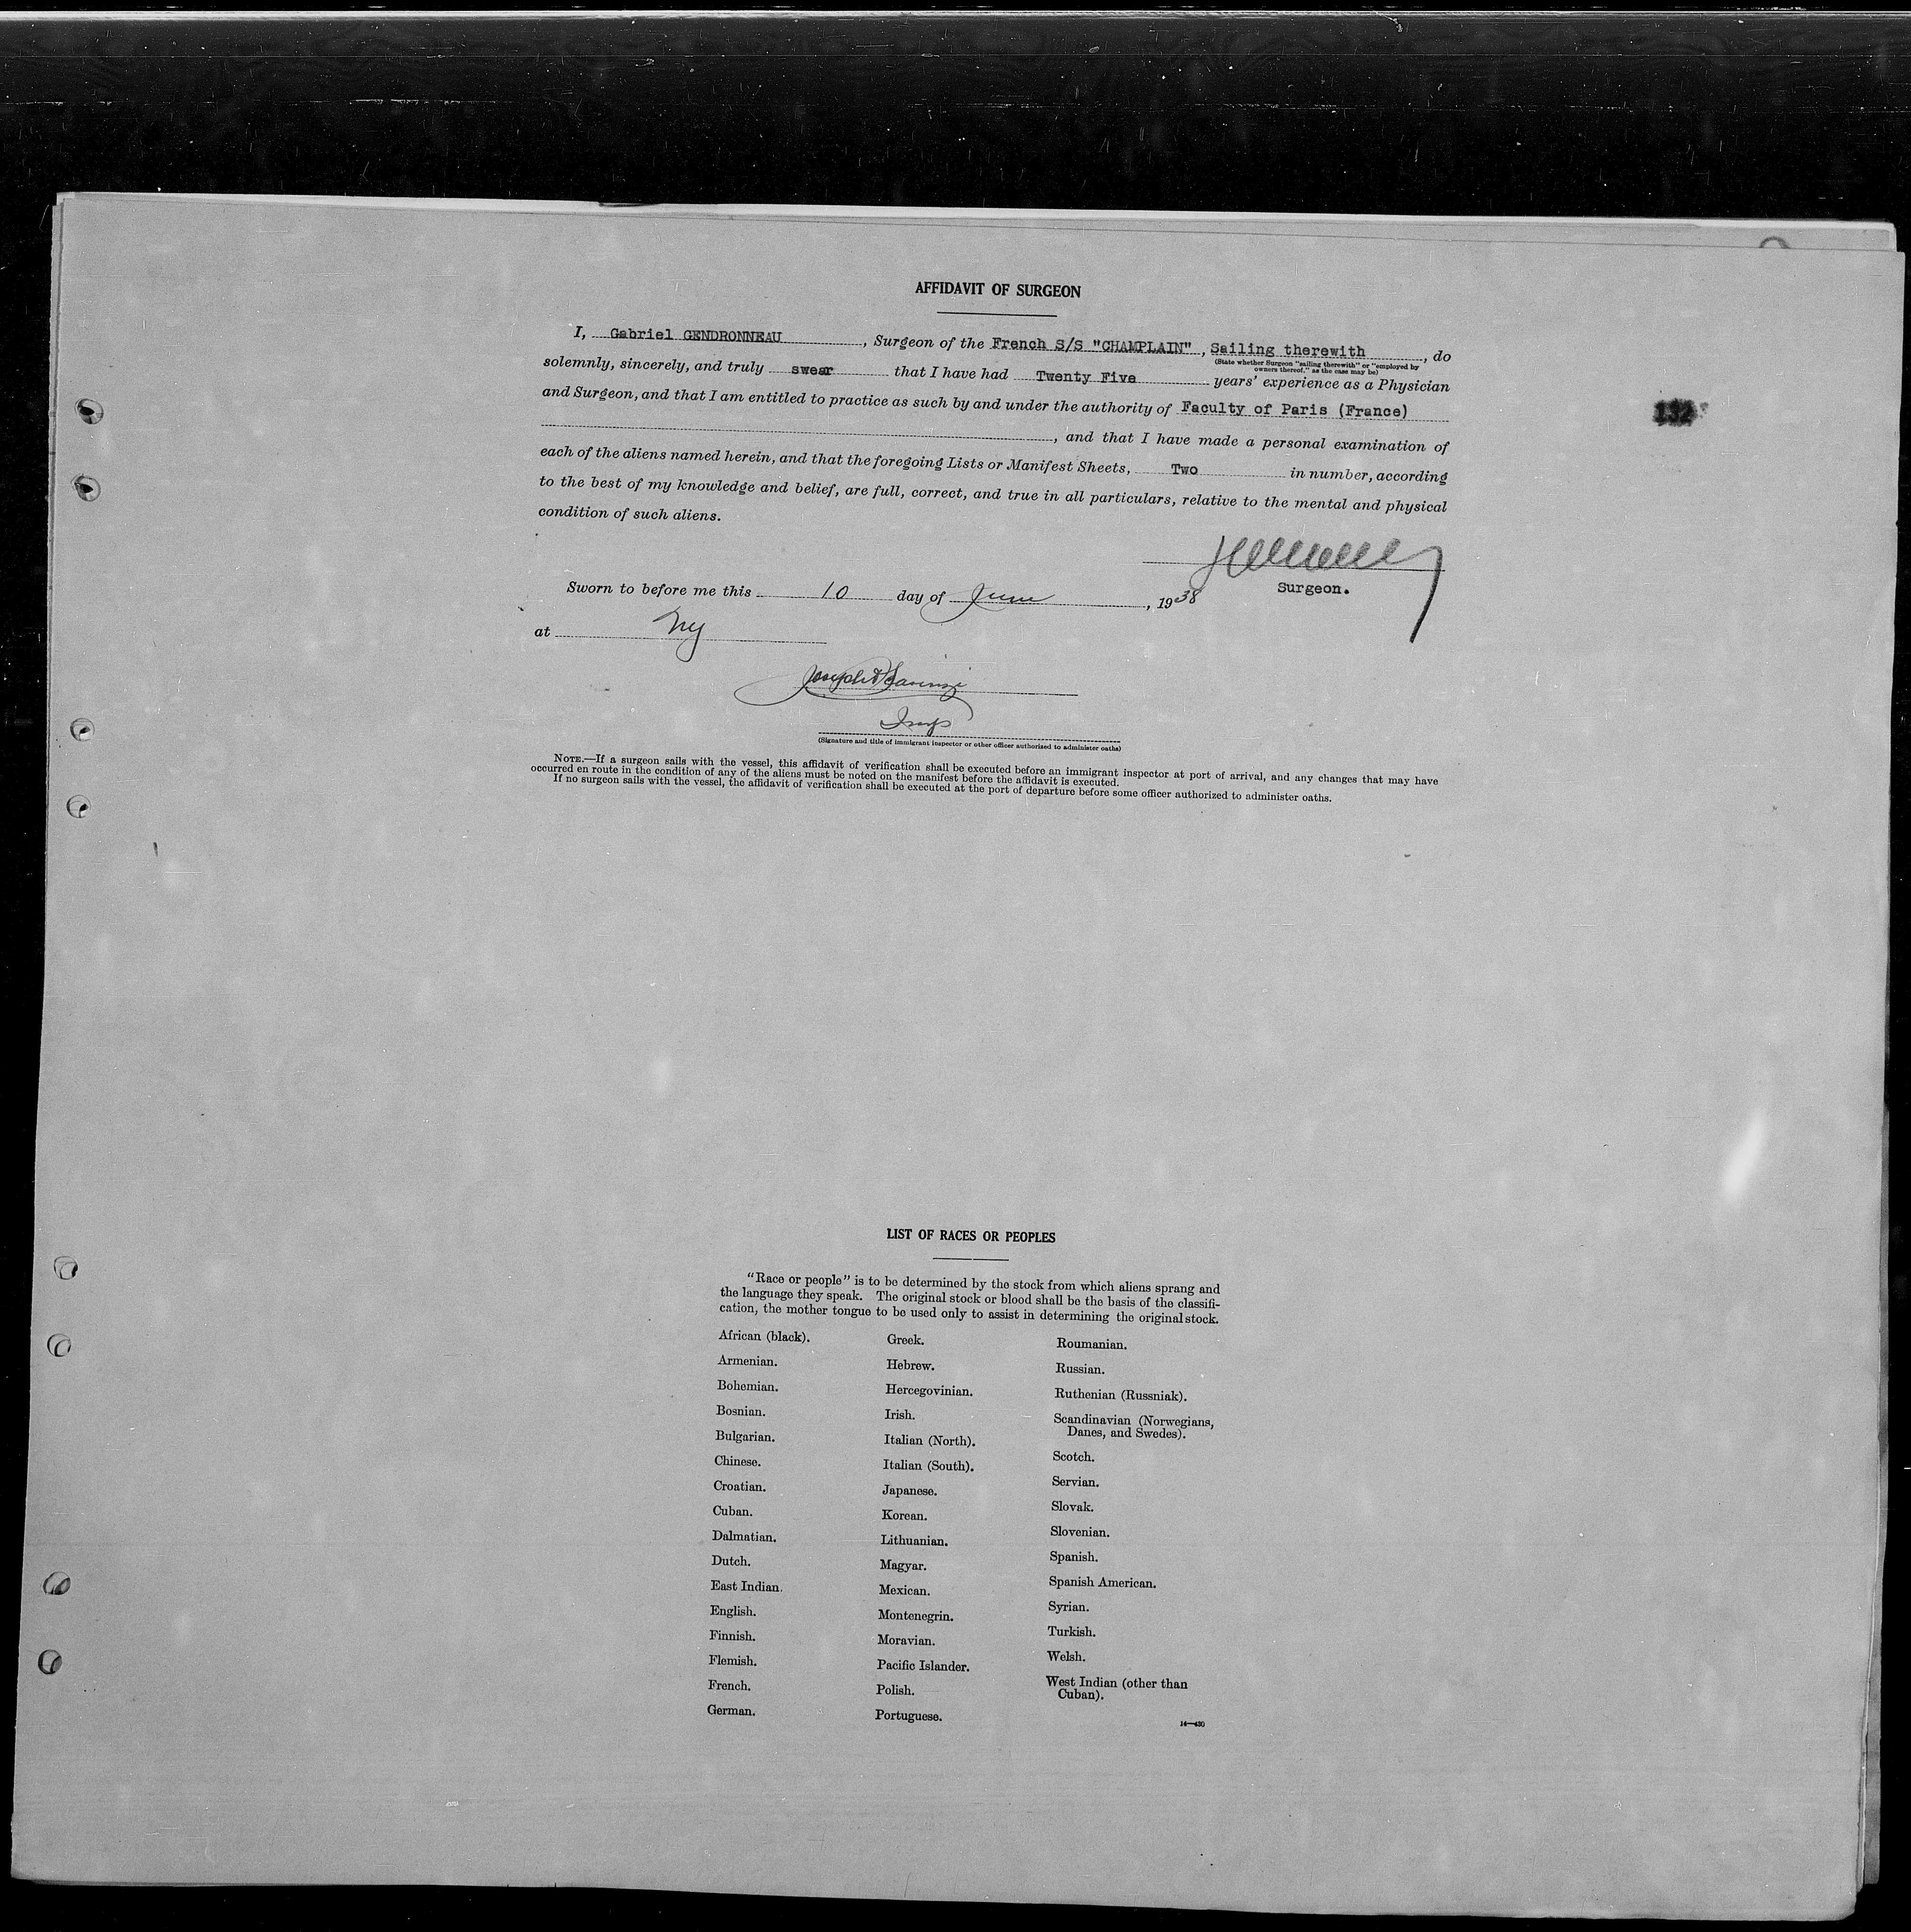 AFFIDAVIT OF SURGEON
132
I, Gabriel GENDRONNEAU, Surgeon of the French S/S "CHAMPLAIN", Sailing therewith, do
(State whether Surgeon "sailing therewith" or "employed by
owners thereof," as the case may be)
solemnly, sincerely, and truly swear that I have had Twenty Five years' experience as a Physician
and Surgeon, and that I am entitled to practice as such by and under the authority of Faculty of Paris (France)
, and that I have made a personal examination of
each of the aliens named herein, and that the foregoing Lists or Manifest Sheets, Two in number, according
to the best of my knowledge and belief, are full, correct, and true in all particulars, relative to the mental and physical
condition of such aliens.
Surgeon.
Sworn to before me this 10 day of June, 1938
at NY
Joseph
Insp
(Signature and title of immigrant inspector or other officer authorized to administer oaths)
NOTE.—If a surgeon sails with the vessel, this affidavit of verification shall be executed before an immigrant inspector at port of arrival, and any changes that may have
occurred en route in the condition of any of the aliens must be noted on the manifest before the affidavit is executed.
If no surgeon sails with the vessel, the affidavit of verification shall be executed at the port of departure before some officer authorized to administer oaths.
LIST OF RACES OR PEOPLES
"Race or people" is to be determined by the stock from which aliens sprang and
the language they speak. The original stock or blood shall be the basis of the classifi-
cation, the mother tongue to be used only to assist in determining the original stock.
African (black).
Armenian.
Bohemian.
Bosnian.
Bulgarian.
Chinese.
Croatian.
Cuban.
Dalmatian.
Dutch.
East Indian.
English.
Finnish.
Flemish.
French.
German.
Greek.
Hebrew.
Hercegovinian.
Irish.
Italian (North).
Italian (South).
Japanese.
Korean.
Lithuanian.
Magyar.
Mexican.
Montenegrin.
Moravian.
Pacific Islander.
Polish.
Portuguese.
Roumanian.
Russian.
Ruthenian (Russniak).
Scandinavian (Norwegians,
Danes, and Swedes).
Scotch.
Servian.
Slovak.
Slovenian.
Spanish.
Spanish American.
Syrian.
Turkish.
Welsh.
West Indian (other than
Cuban).
14—430